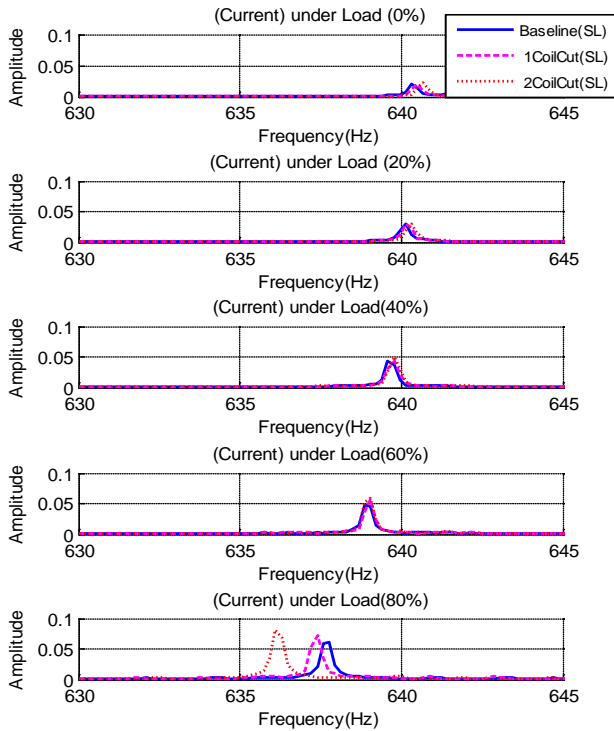 (Current) under Load (0%)
Baseline(SL)
1CoilCut(SL)
2CoilCut(SL)
Amplitude
0.1
0.05
0
630
635
640
645
Frequency(Hz)
(Current) under Load (20%)
Amplitude
0.1
0.05
0
630
635
640
645
Frequency(Hz)
(Current) under Load(40%)
Amplitude
0.1
0.05
0
630
635
640
645
Frequency(Hz)
(Current) under Load(60%)
Amplitude
0.1
0.05
0
630
635
640
645
Frequency(Hz)
(Current) under Load(80%)
Amplitude
0.1
0.05
0
630
635
640
645
Frequency(Hz)